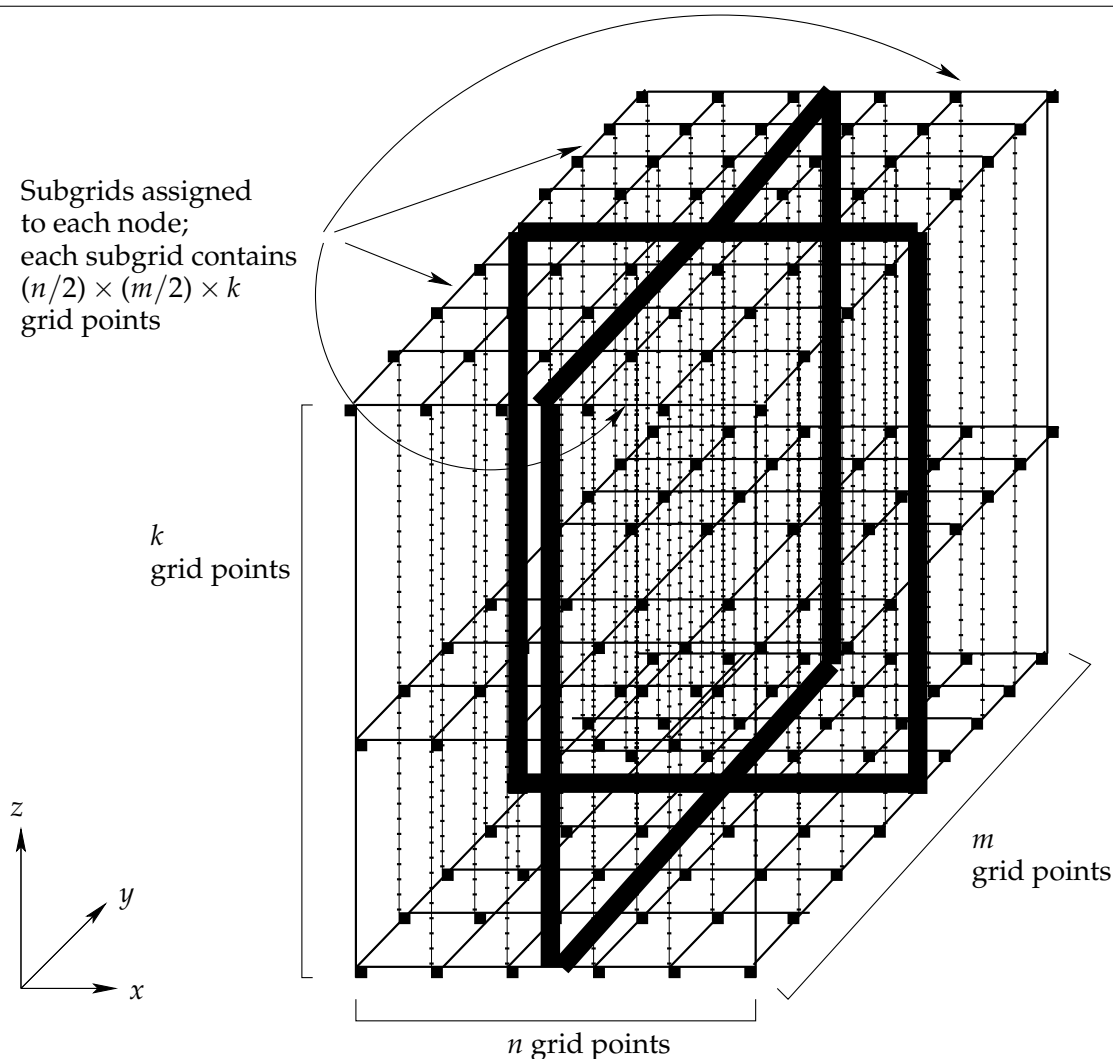 Subgrids assigned
to each node;
each subgrid contains
(n/2) × (m/2) × k
grid points
k
grid points
z
y
x
m
grid points
n grid points